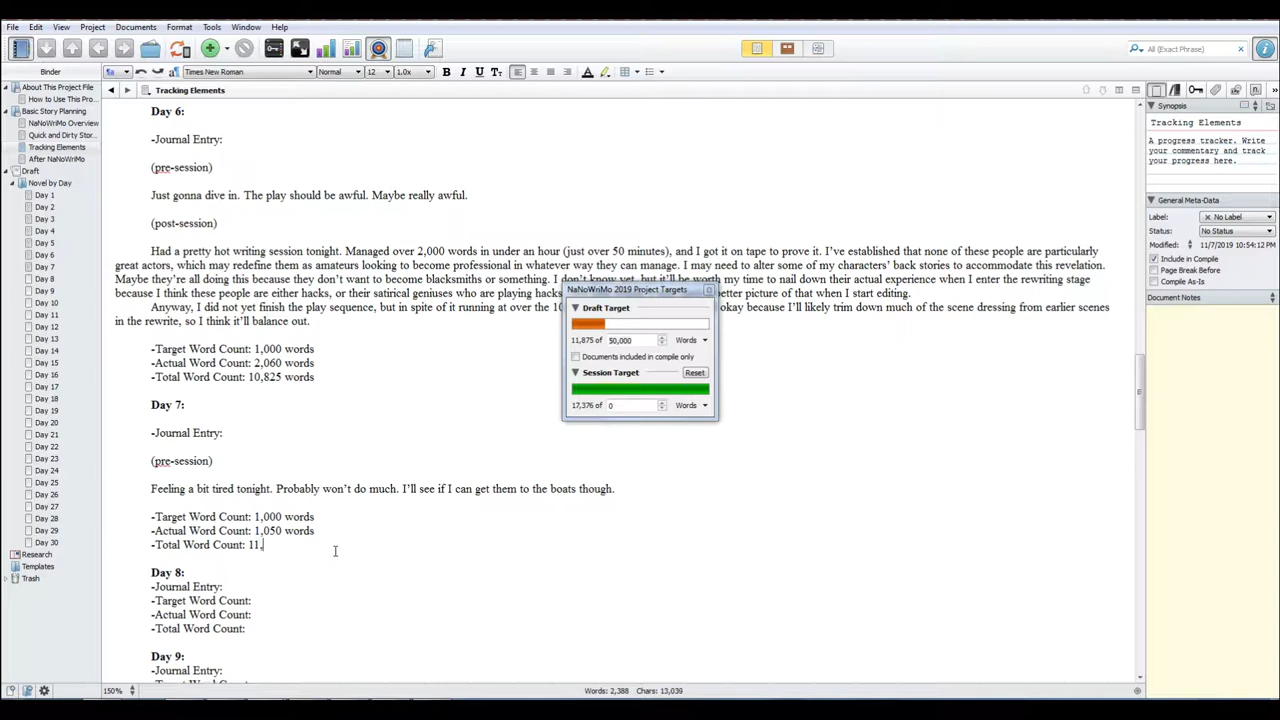 File Edit View Project Documents Format Tools Window Help
All (Exact Phrase)
Binder
Times New Roman Normal 12 1.0x B I U
Tracking Elements
About This Project File
How to Use This Pro...
Basic Story Planning
NaNoWriMo Overview
Quick and Dirty Stor...
Tracking Elements
After NaNoWriMo
Draft
Novel by Day
Day 1
Day 2
Day 3
Day 4
Day 5
Day 6
Day 7
Day 8
Day 9
Day 10
Day 11
Day 12
Day 13
Day 14
Day 15
Day 16
Day 17
Day 18
Day 19
Day 20
Day 21
Day 22
Day 23
Day 24
Day 25
Day 26
Day 27
Day 28
Day 29
Day 30
Research
Templates
Trash
Day 6:
-Journal Entry:
(pre-session)
Just gonna dive in. The play should be awful. Maybe really awful.
(post-session)
Had a pretty hot writing session tonight. Managed over 2,000 words in under an hour (just over 50 minutes), and I got it on tape to prove it. I've established that none of these people are particularly
great actors, which may redefine them as amateurs looking to become professional in whatever way they can manage. I may need to alter some of my characters' back stories to accommodate this revelation.
Maybe they're all doing this because they don't want to become blacksmiths or something. I don't know yet, but it'll be worth my time to nail down their actual experience when I enter the rewriting stage
because I think these people are either hacks, or their satirical geniuses who are playing hacks better picture of that when I start editing.
Anyway, I did not yet finish the play sequence, but in spite of it running at over the 10 okay because I'll likely trim down much of the scene dressing from earlier scenes
in the rewrite, so I think it'll balance out.
-Target Word Count: 1,000 words
-Actual Word Count: 2,060 words
-Total Word Count: 10,825 words
Day 7:
-Journal Entry:
(pre-session)
Feeling a bit tired tonight. Probably won't do much. I'll see if I can get them to the boats though.
-Target Word Count: 1,000 words
-Actual Word Count: 1,050 words
-Total Word Count: 11,
Day 8:
-Journal Entry:
-Target Word Count:
-Actual Word Count:
-Total Word Count:
Day 9:
-Journal Entry:
NaNoWriMo 2019 Project Targets
Draft Target
11,875 of 50,000 Words
Documents included in compile only
Session Target Reset
17,376 of 0 Words
Synopsis
Tracking Elements
A progress tracker. Write
your commentary and track
your progress here.
General Meta-Data
Label: No Label
Status: No Status
Modified: 11/7/2019 10:54:12 PM
Include in Compile
Page Break Before
Compile As-Is
Document Notes
150%
Words: 2,388 Chars: 13,039